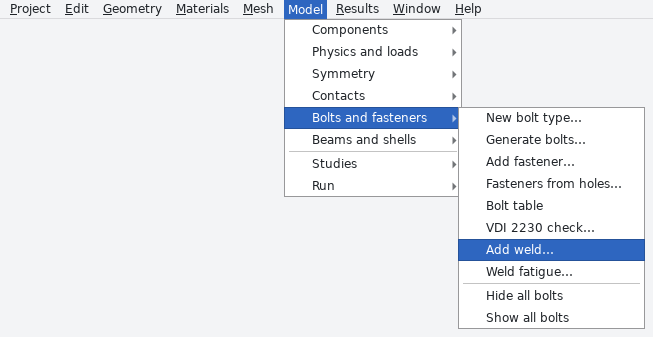 Project Edit Geometry Materials Mesh Model Results Window Help
Components
Physics and loads
Symmetry
Contacts
Bolts and fasteners
Beams and shells
Studies
Run
New bolt type...
Generate bolts...
Add fastener...
Fasteners from holes...
Bolt table
VDI 2230 check...
Add weld...
Weld fatigue...
Hide all bolts
Show all bolts